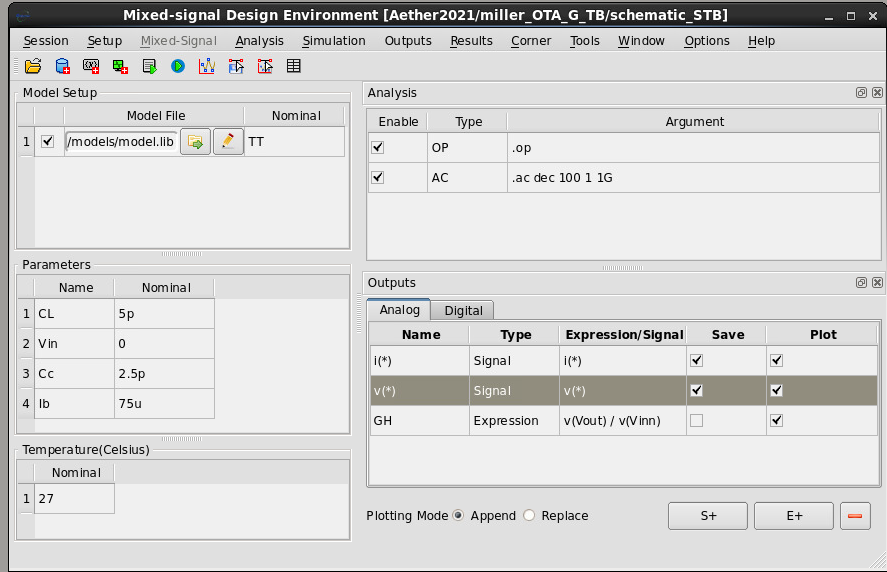 Mixed-signal Design Environment [Aether2021/miller_OTA_G_TB/schematic_STB]
Session Setup Mixed-Signal Analysis Simulation Outputs Results Corner Tools Window Options Help
Model Setup
Model File Nominal
1 /models/model.lib TT
Parameters
Name Nominal
1 CL 5p
2 Vin 0
3 Cc 2.5p
4 Ib 75u
Temperature(Celsius)
Nominal
1 27
Analysis
Enable Type Argument
OP .op
AC .ac dec 100 1 1G
Outputs
Analog Digital
Name Type Expression/Signal Save Plot
i(*) Signal i(*)
v(*) Signal v(*)
GH Expression v(Vout) / v(Vinn)
Plotting Mode Append Replace S+ E+